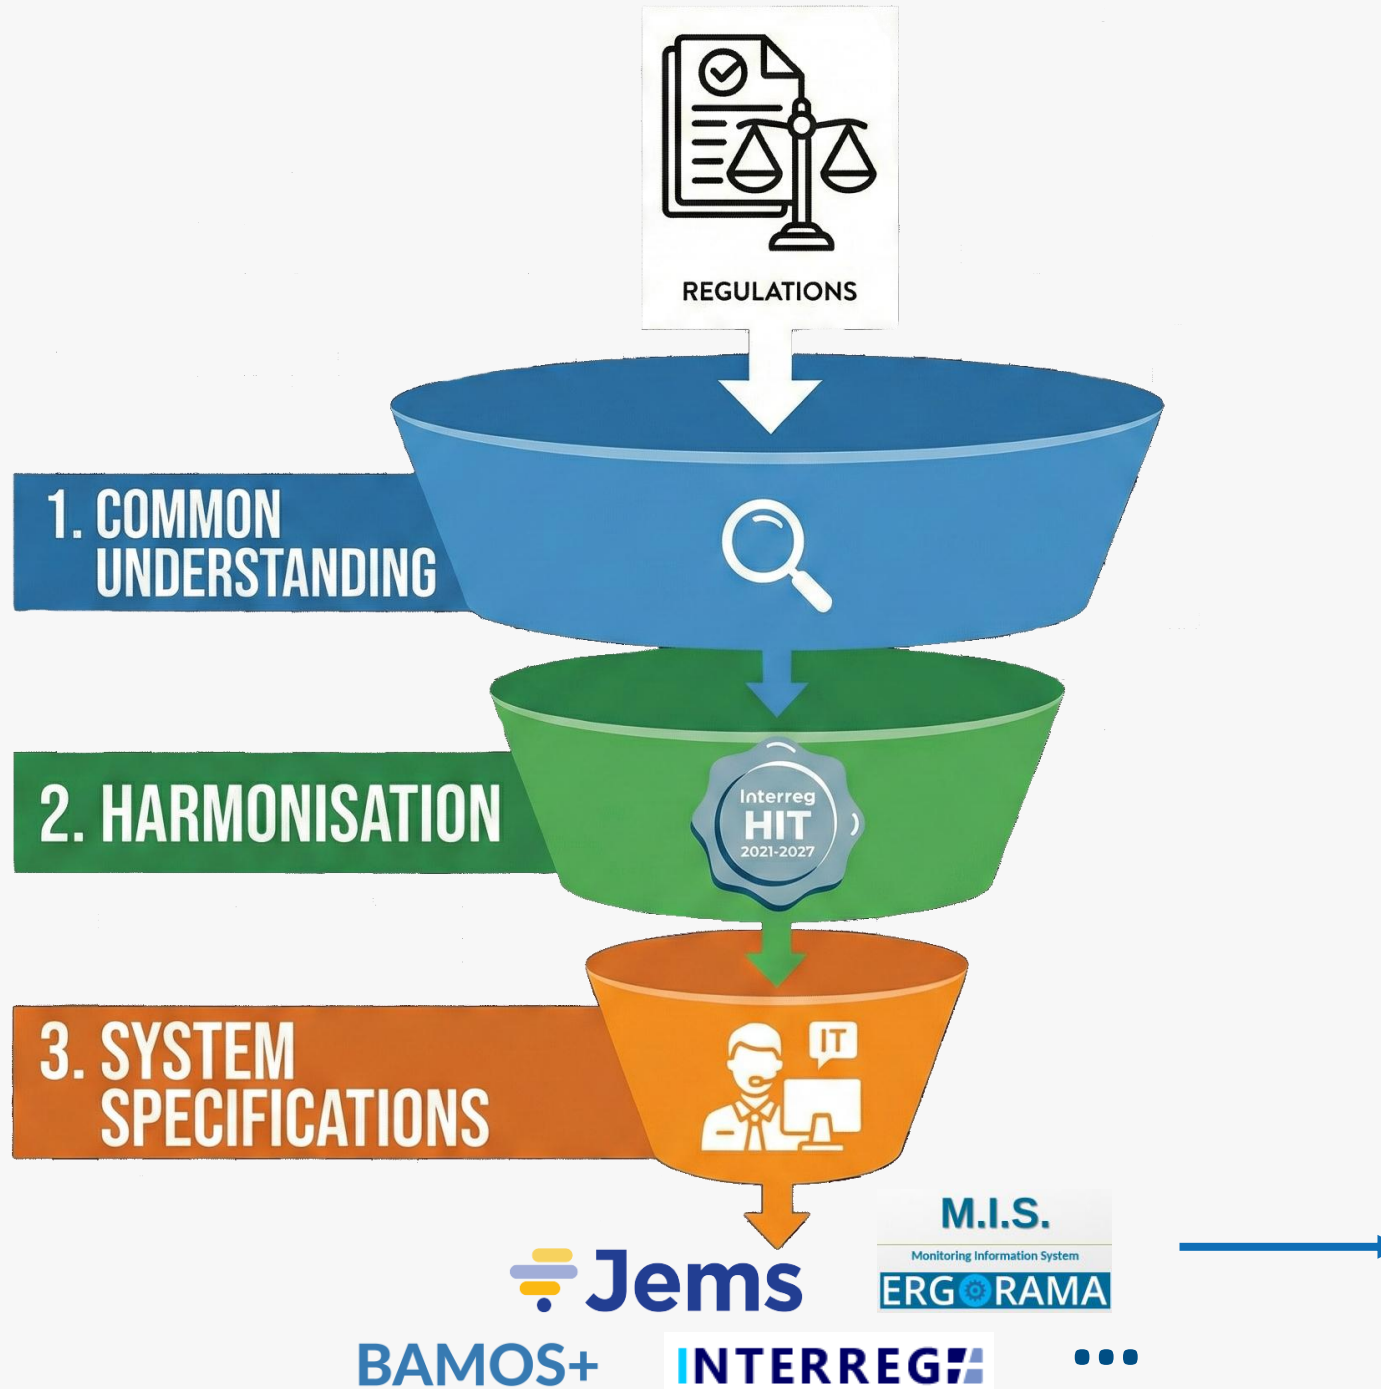 REGULATIONS
1. COMMON
UNDERSTANDING
Interreg
HIT
2021-2027
2. HARMONISATION
IT
3. SYSTEM
SPECIFICATIONS
M.I.S.
Monitoring Information System
Jems
ERGORAMA
BAMOS+
INTERREG
...